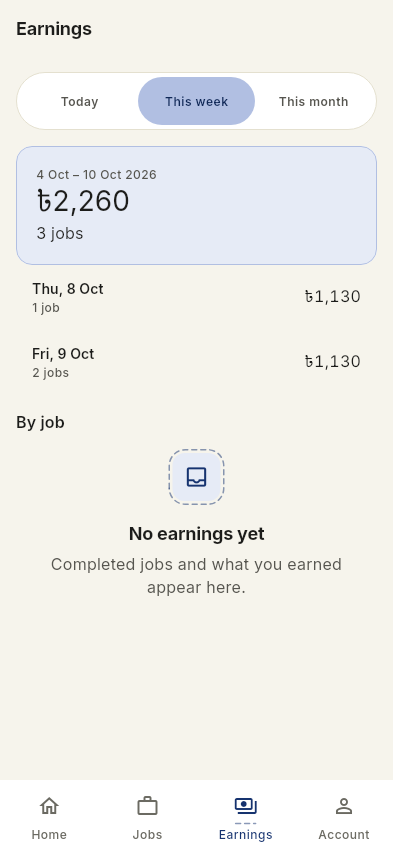 Earnings
Today
This week
This month
4 Oct – 10 Oct 2026
৳2,260
3 jobs
Thu, 8 Oct
৳1,130
1 job
Fri, 9 Oct
৳1,130
2 jobs
By job
No earnings yet
Completed jobs and what you earned
appear here.
Home
Jobs
Earnings
Account